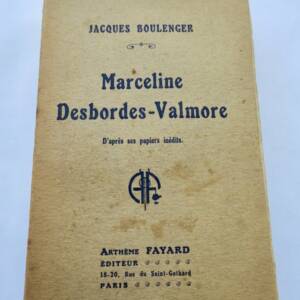 JACQUES BOULENGER
Marceline
Desbordes-Valmore
D'après ses papiers inédits.
ARTHÈME FAYARD
ÉDITEUR
18-20, Rue du Saint-Gothard
PARIS